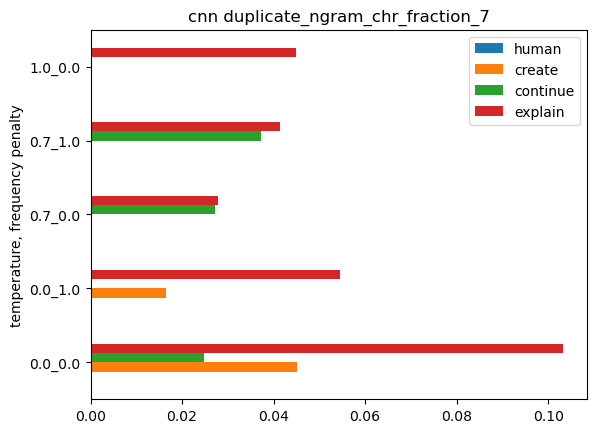 cnn duplicate_ngram_chr_fraction_7
human
create
continue
explain
temperature, frequency penalty
1.0_0.0
0.7_1.0
0.7_0.0
0.0_1.0
0.0_0.0
0.00 0.02 0.04 0.06 0.08 0.10